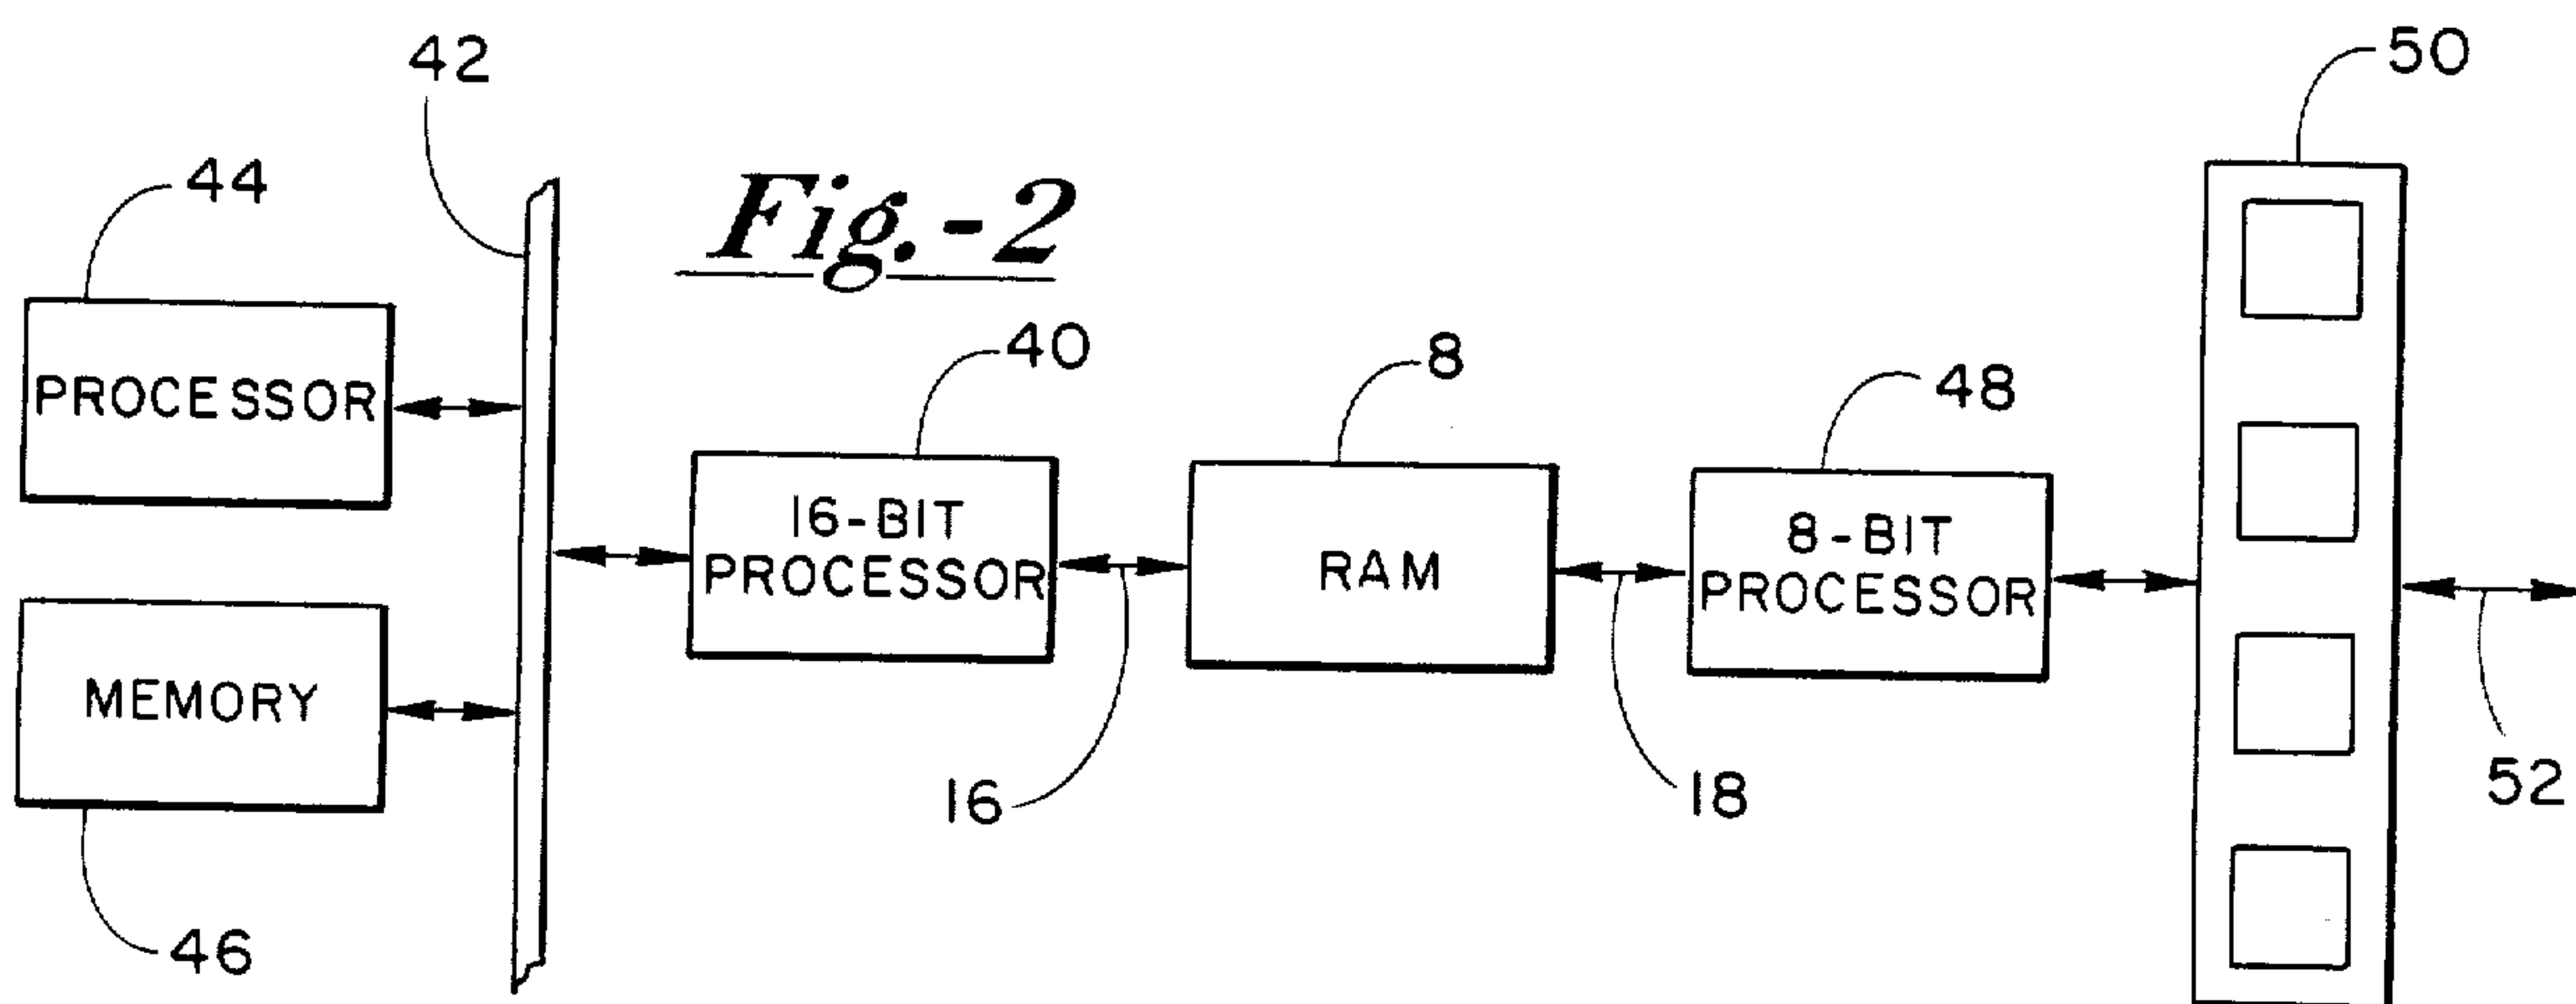 42
50
44
Fig.-2
40
8
48
PROCESSOR
16-BIT
PROCESSOR
RAM
8-BIT
PROCESSOR
MEMORY
16
18
52
46